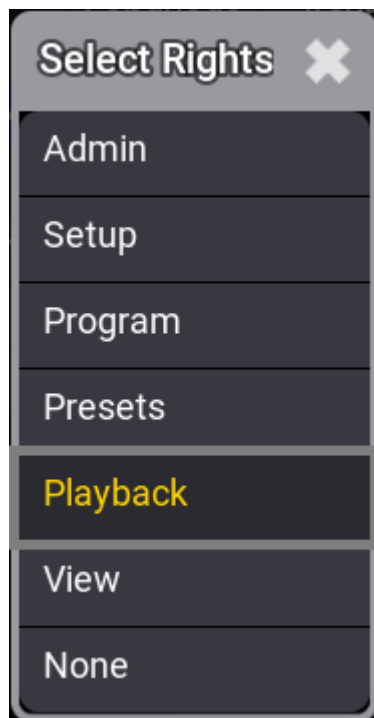 Select Rights
Admin
Setup
Program
Presets
Playback
View
None